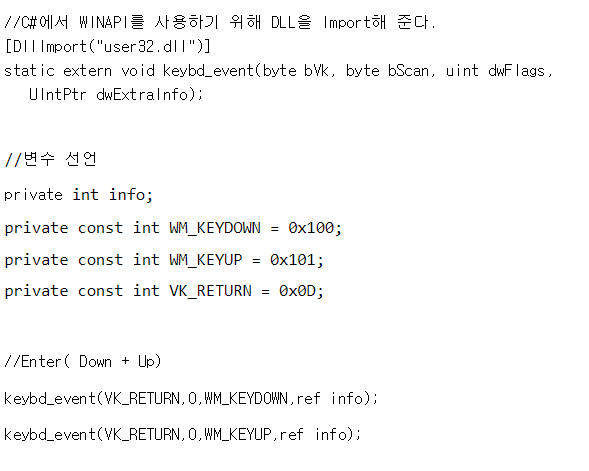 //C#에서 WINAPI를 사용하기 위해 DLL을 Import해 준다.
[DllImport("user32.dll")]
static extern void keybd_event(byte bVk, byte bScan, uint dwFlags,
UIntPtr dwExtraInfo);
//변수 선언
private int info;
private const int WM_KEYDOWN = 0x100;
private const int WM_KEYUP = 0x101;
private const int VK_RETURN = 0x0D;
//Enter( Down + Up)
keybd_event(VK_RETURN,0,WM_KEYDOWN,ref info);
keybd_event(VK_RETURN,0,WM_KEYUP,ref info);